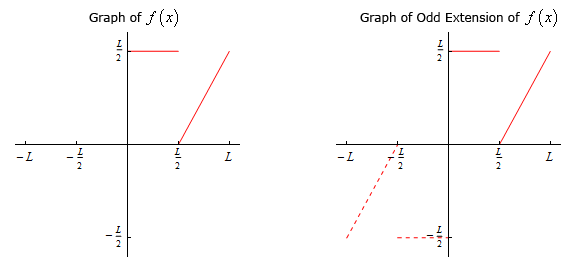 Graph of f(x)
L/2
-L
-L/2
L/2
L
-L/2
Graph of Odd Extension of f(x)
L/2
-L
-L/2
L/2
L
-L/2